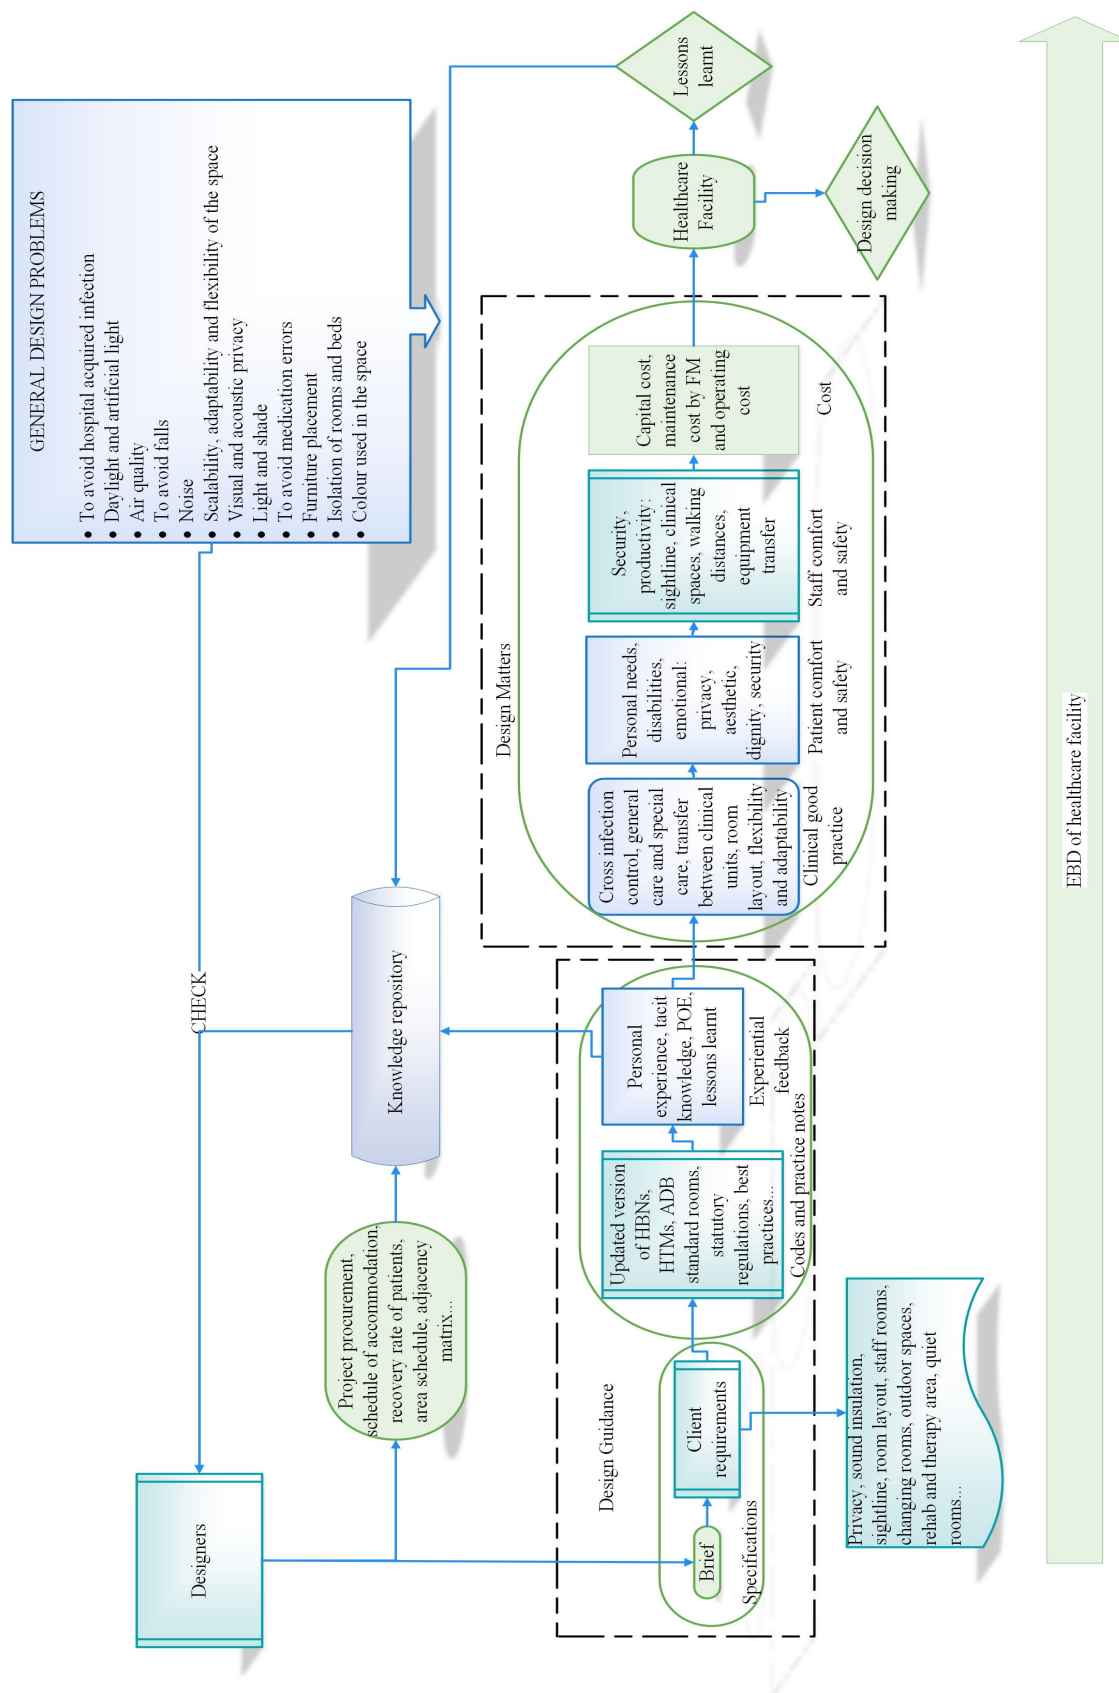 GENERAL DESIGN PROBLEMS
• To avoid hospital acquired infection
• Daylight and artificial light
• Air quality
• To avoid falls
• Noise
• Scalability, adaptability and flexibility of the space
• Visual and acoustic privacy
• Light and shade
• To avoid medication errors
• Furniture placement
• Isolation of rooms and beds
• Colour used in the space
Designers
CHECK
Project procurement,
schedule of accommodation,
recovery rate of patients,
area schedule, adjacency
matrix...
Knowledge repository
Lessons
learnt
Design Guidance
Brief
Client
requirements
Specifications
Updated version
of HBNs,
HTMs, ADB
standard rooms,
statutory
regulations, best
practices...
Codes and practice notes
Personal
experience, tacit
knowledge, POE,
lessons learnt
Experiential
feedback
Design Matters
Cross infection
control, general
care and special
care, transfer
between clinical
units, room
layout, flexibility
and adaptability
Clinical good
practice
Personal needs,
disabilities,
emotional:
privacy,
aesthetic,
dignity, security
Patient comfort
and safety
Security,
productivity:
sightline, clinical
spaces, walking
distances,
equipment
transfer
Staff comfort
and safety
Capital cost,
maintenance
cost by FM
and operating
cost
Cost
Healthcare
Facility
Design decision
making
Privacy, sound insulation,
sightline, room layout, staff rooms,
changing rooms, outdoor spaces,
rehab and therapy area, quiet
rooms...
EBD of healthcare facility